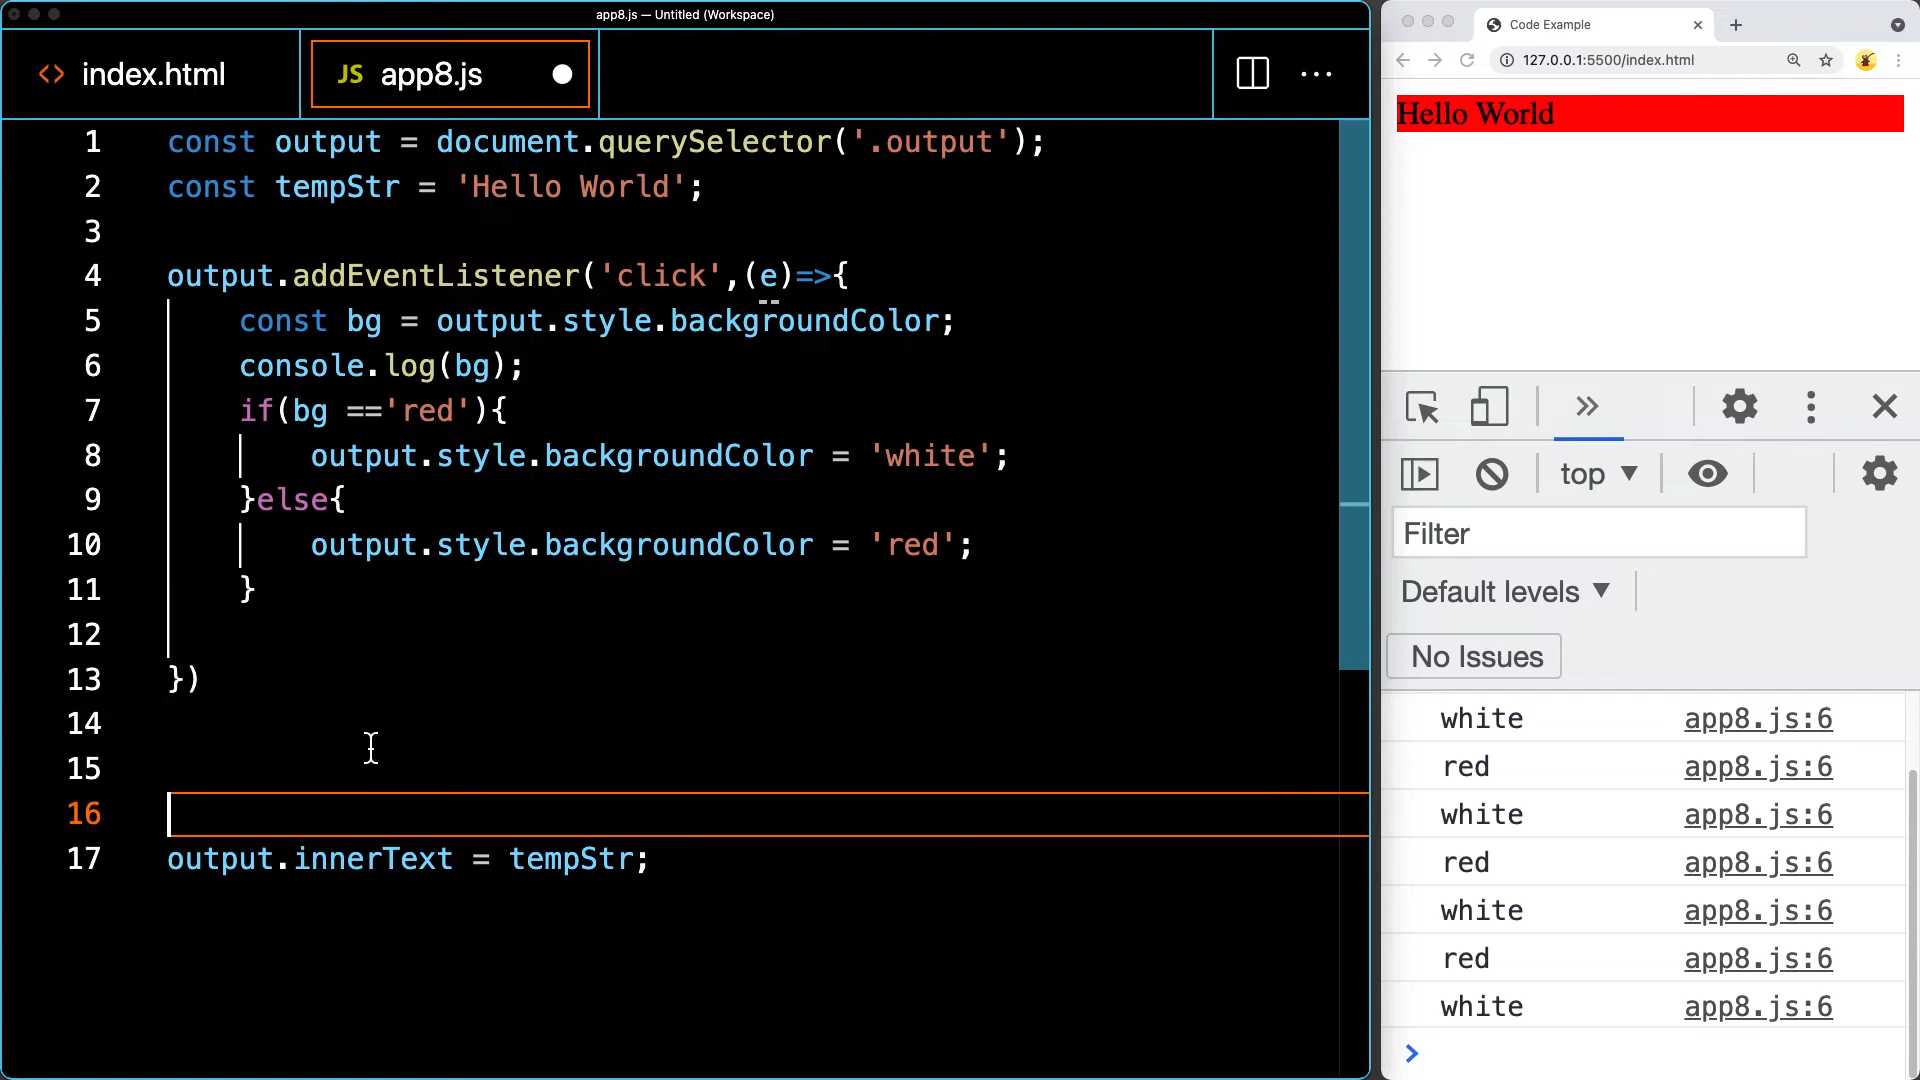 app8.js — Untitled (Workspace)
<> index.html
JS app8.js
1 const output = document.querySelector('.output');
2 const tempStr = 'Hello World';
3
4 output.addEventListener('click',(e)=>{
5 const bg = output.style.backgroundColor;
6 console.log(bg);
7 if(bg =='red'){
8 output.style.backgroundColor = 'white';
9 }else{
10 output.style.backgroundColor = 'red';
11 }
12
13 })
14
15
16
17 output.innerText = tempStr;
Code Example
127.0.0.1:5500/index.html
Hello World
top
Filter
Default levels
No Issues
white app8.js:6
red app8.js:6
white app8.js:6
red app8.js:6
white app8.js:6
red app8.js:6
white app8.js:6